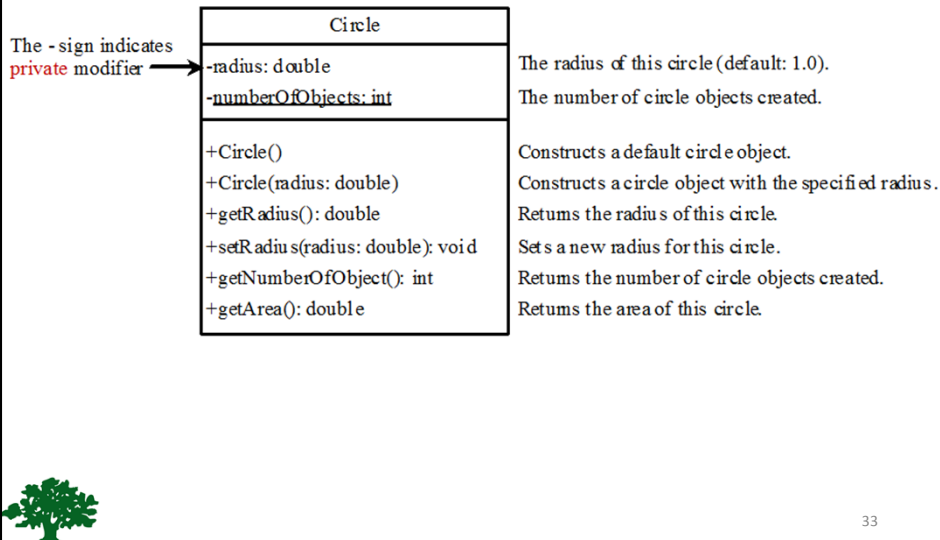 Circle
The - sign indicates
private modifier
-radius: double
The radius of this circle (default: 1.0).
-numberOfObjects: int
The number of circle objects created.
+Circle()
Constructs a default circle object.
+Circle(radius: double)
Constructs a circle object with the specified radius.
+getRadius(): double
Returns the radius of this circle.
+setRadius(radius: double): void
Sets a new radius for this circle.
+getNumberOfObject(): int
Returns the number of circle objects created.
+getArea(): double
Returns the area of this circle.
33